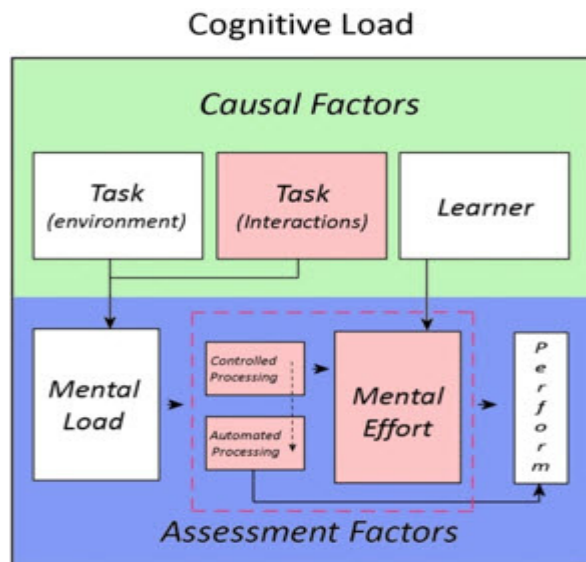 Cognitive Load
Causal Factors
Task
(environment)
Task
(Interactions)
Learner
Mental
Load
Controlled
Processing
Automated
Processing
Mental
Effort
Perform
Assessment Factors